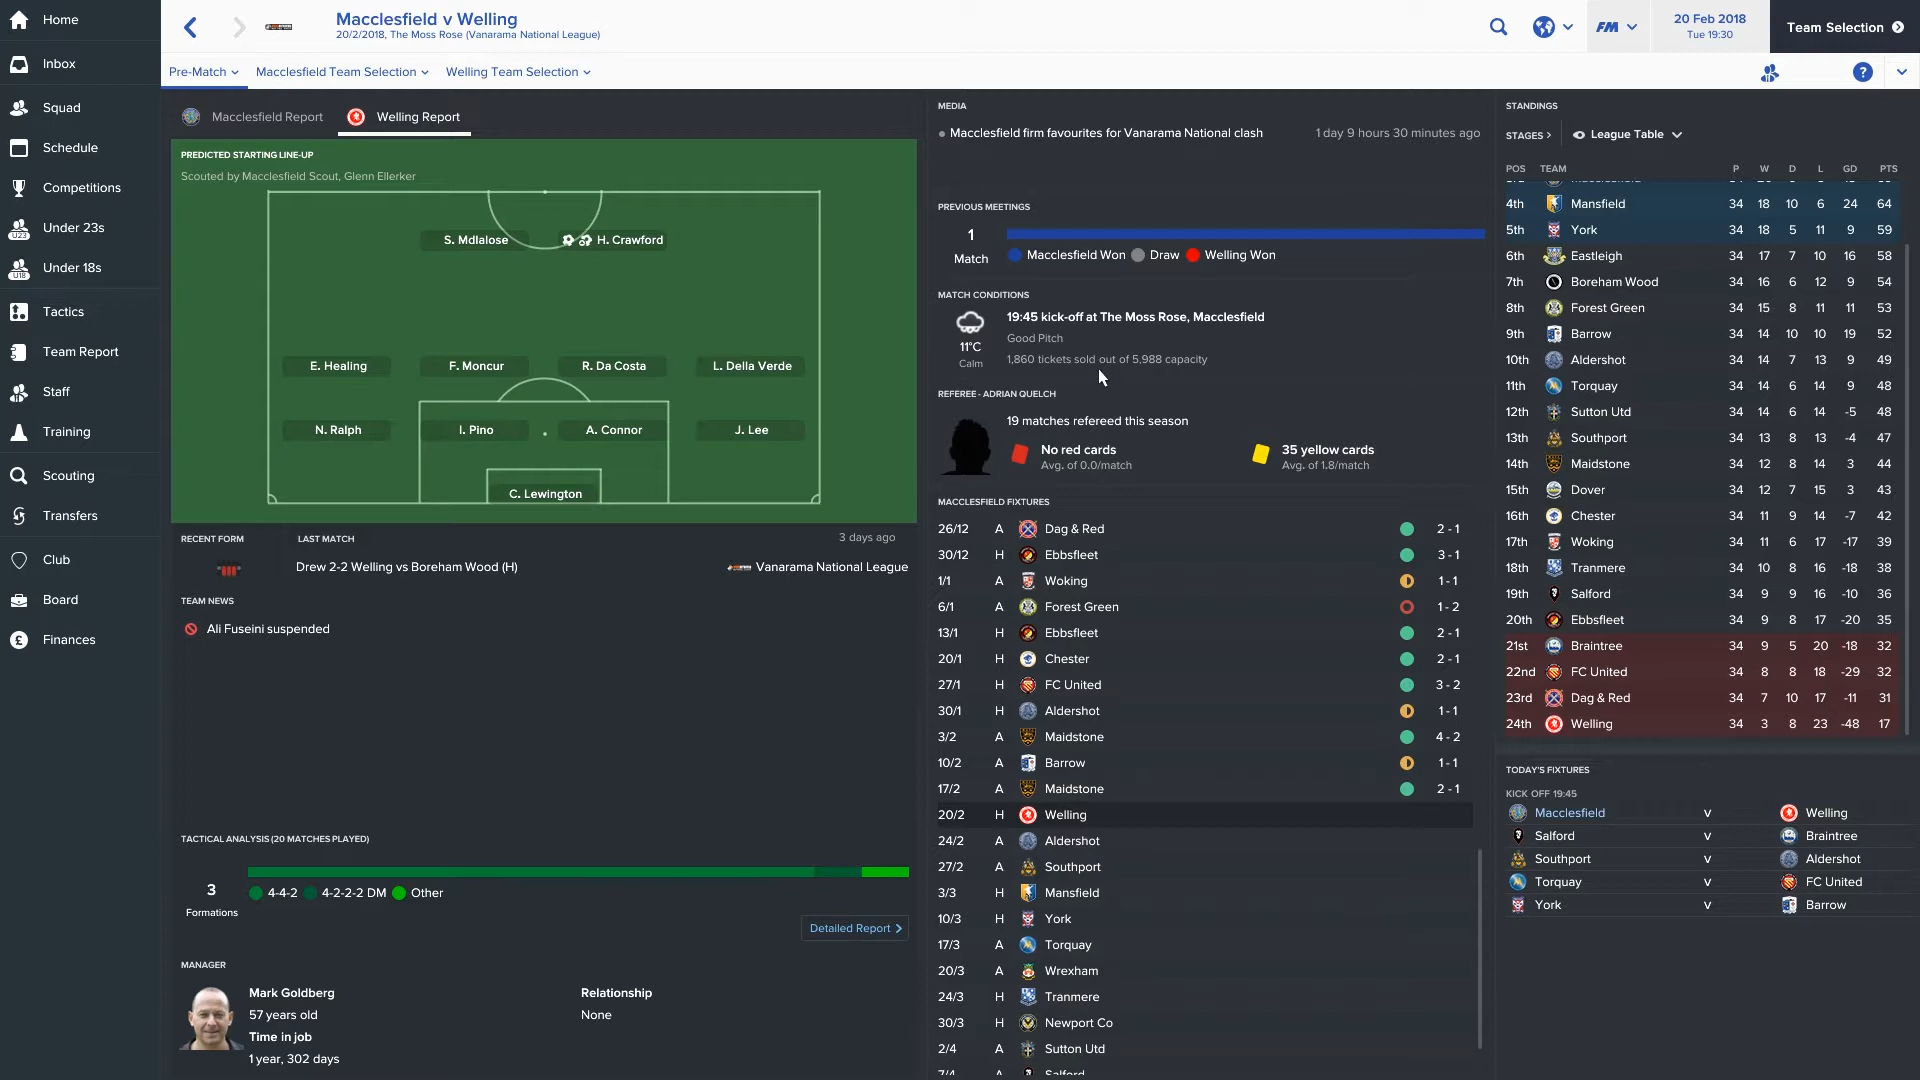 Home
Inbox
Squad
Schedule
Competitions
U23
Under 23s
U18
Under 18s
Tactics
Team Report
Staff
Training
Scouting
Transfers
Club
Board
Finances
Macclesfield v Welling
20/2/2018, The Moss Rose (Vanarama National League)
FM
20 Feb 2018
Tue 19:30
Team Selection
Pre-Match Macclesfield Team Selection Welling Team Selection
?
Macclesfield Report Welling Report
PREDICTED STARTING LINE-UP
Scouted by Macclesfield Scout, Glenn Ellerker
S. Mdlalose H. Crawford
E. Healing F. Moncur R. Da Costa L. Della Verde
N. Ralph I. Pino A. Connor J. Lee
C. Lewington
RECENT FORM LAST MATCH 3 days ago
Drew 2-2 Welling vs Boreham Wood (H) Vanarama National League
TEAM NEWS
Ali Fuseini suspended
TACTICAL ANALYSIS (20 MATCHES PLAYED)
3
Formations
4-4-2 4-2-2-2 DM Other
Detailed Report
MANAGER
Mark Goldberg Relationship
57 years old None
Time in job
1 year, 302 days
MEDIA
Macclesfield firm favourites for Vanarama National clash 1 day 9 hours 30 minutes ago
PREVIOUS MEETINGS
1
Match
Macclesfield Won Draw Welling Won
MATCH CONDITIONS
19:45 kick-off at The Moss Rose, Macclesfield
11°C Good Pitch
Calm 1,860 tickets sold out of 5,988 capacity
REFEREE - ADRIAN QUELCH
19 matches refereed this season
No red cards 35 yellow cards
Avg. of 0.0/match Avg. of 1.8/match
MACCLESFIELD FIXTURES
26/12 A Dag & Red 2 - 1
30/12 H Ebbsfleet 3 - 1
1/1 A Woking 1 - 1
6/1 A Forest Green 1 - 2
13/1 H Ebbsfleet 2 - 1
20/1 H Chester 2 - 1
27/1 H FC United 3 - 2
30/1 H Aldershot 1 - 1
3/2 A Maidstone 4 - 2
10/2 A Barrow 1 - 1
17/2 A Maidstone 2 - 1
20/2 H Welling
24/2 A Aldershot
27/2 A Southport
3/3 H Mansfield
10/3 H York
17/3 A Torquay
20/3 A Wrexham
24/3 H Tranmere
30/3 H Newport Co
2/4 A Sutton Utd
7/4 A Salford
STANDINGS
STAGES League Table
POS TEAM P W D L GD PTS
4th Mansfield 34 18 10 6 24 64
5th York 34 18 5 11 9 59
6th Eastleigh 34 17 7 10 16 58
7th Boreham Wood 34 16 6 12 9 54
8th Forest Green 34 15 8 11 11 53
9th Barrow 34 14 10 10 19 52
10th Aldershot 34 14 7 13 9 49
11th Torquay 34 14 6 14 9 48
12th Sutton Utd 34 14 6 14 -5 48
13th Southport 34 13 8 13 -4 47
14th Maidstone 34 12 8 14 3 44
15th Dover 34 12 7 15 3 43
16th Chester 34 11 9 14 -7 42
17th Woking 34 11 6 17 -17 39
18th Tranmere 34 10 8 16 -18 38
19th Salford 34 9 9 16 -10 36
20th Ebbsfleet 34 9 8 17 -20 35
21st Braintree 34 9 5 20 -18 32
22nd FC United 34 8 8 18 -29 32
23rd Dag & Red 34 7 10 17 -11 31
24th Welling 34 3 8 23 -48 17
TODAY'S FIXTURES
KICK OFF 19:45
Macclesfield v Welling
Salford v Braintree
Southport v Aldershot
Torquay v FC United
York v Barrow